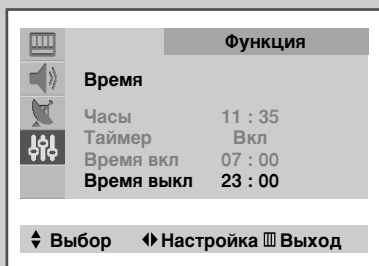 Функция
Время
Часы 11 : 35
Таймер Вкл
Время вкл 07 : 00
Время выкл 23 : 00
Выбор Настройка Выход